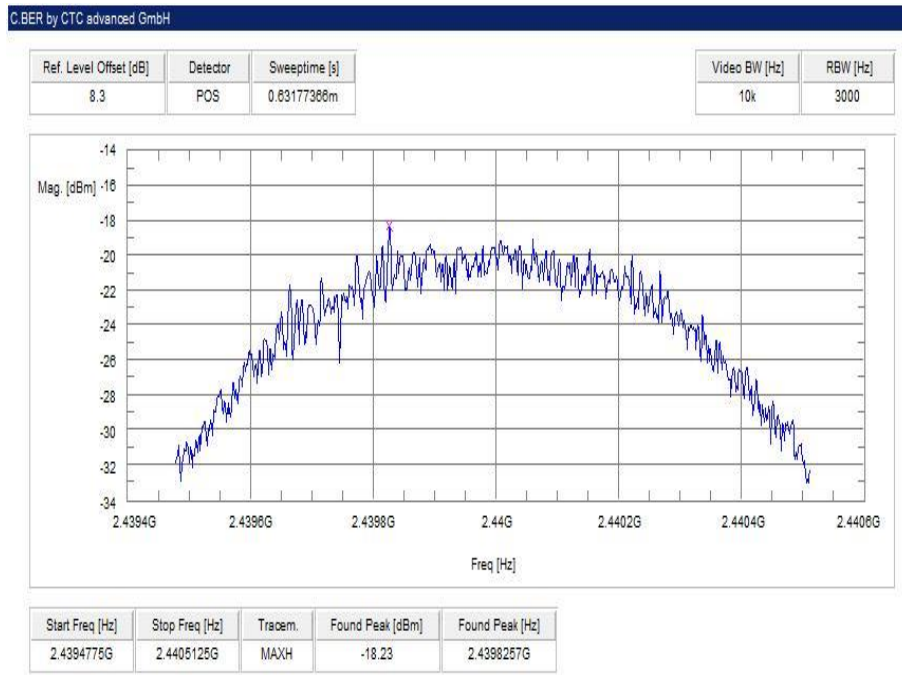 C.BER by CTC advanced GmbH
Ref. Level Offset [dB] Detector Sweeptime [s] Video BW [Hz] RBW [Hz]
8.3 POS 0.63177366m 10k 3000
-14
Mag. [dBm] -16
-18
-20
-22
-24
-26
-28
-30
-32
-34
2.4394G 2.4396G 2.4398G 2.44G 2.4402G 2.4404G 2.4406G
Freq [Hz]
Start Freq [Hz] Stop Freq [Hz] Tracem. Found Peak [dBm] Found Peak [Hz]
2.4394775G 2.4405125G MAXH -18.23 2.4398257G